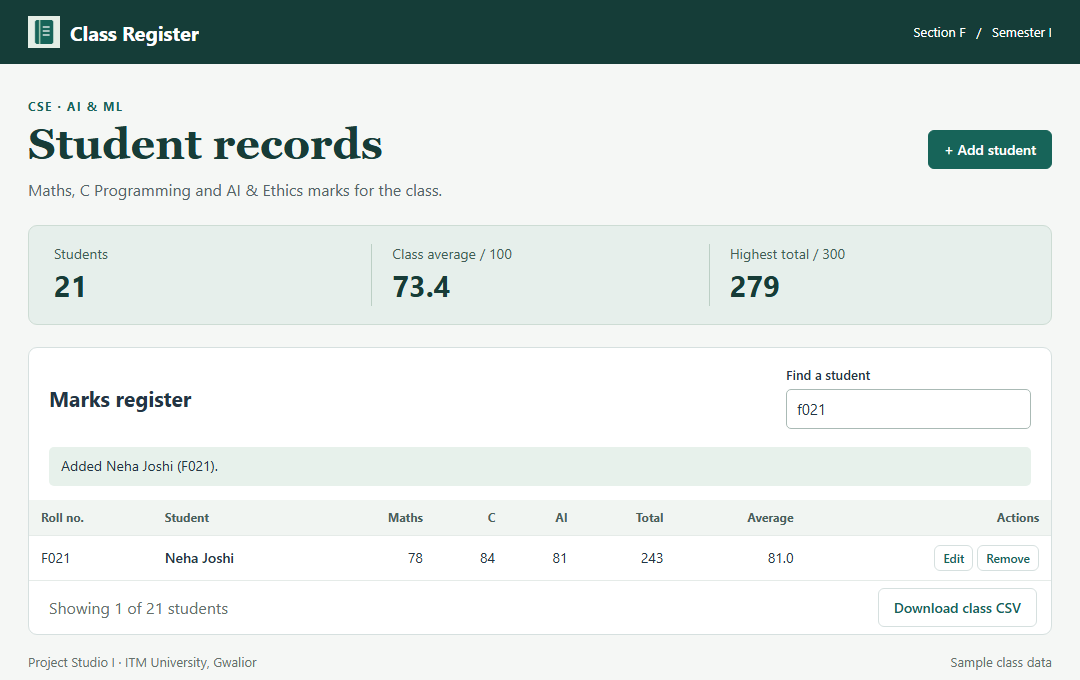 Class Register
Section F / Semester I
CSE · AI & ML
Student records
+ Add student
Maths, C Programming and AI & Ethics marks for the class.
Students
21
Class average / 100
73.4
Highest total / 300
279
Marks register
Find a student
f021
Added Neha Joshi (F021).
Roll no. Student Maths C AI Total Average Actions
F021 Neha Joshi 78 84 81 243 81.0 Edit Remove
Showing 1 of 21 students
Download class CSV
Project Studio I · ITM University, Gwalior
Sample class data